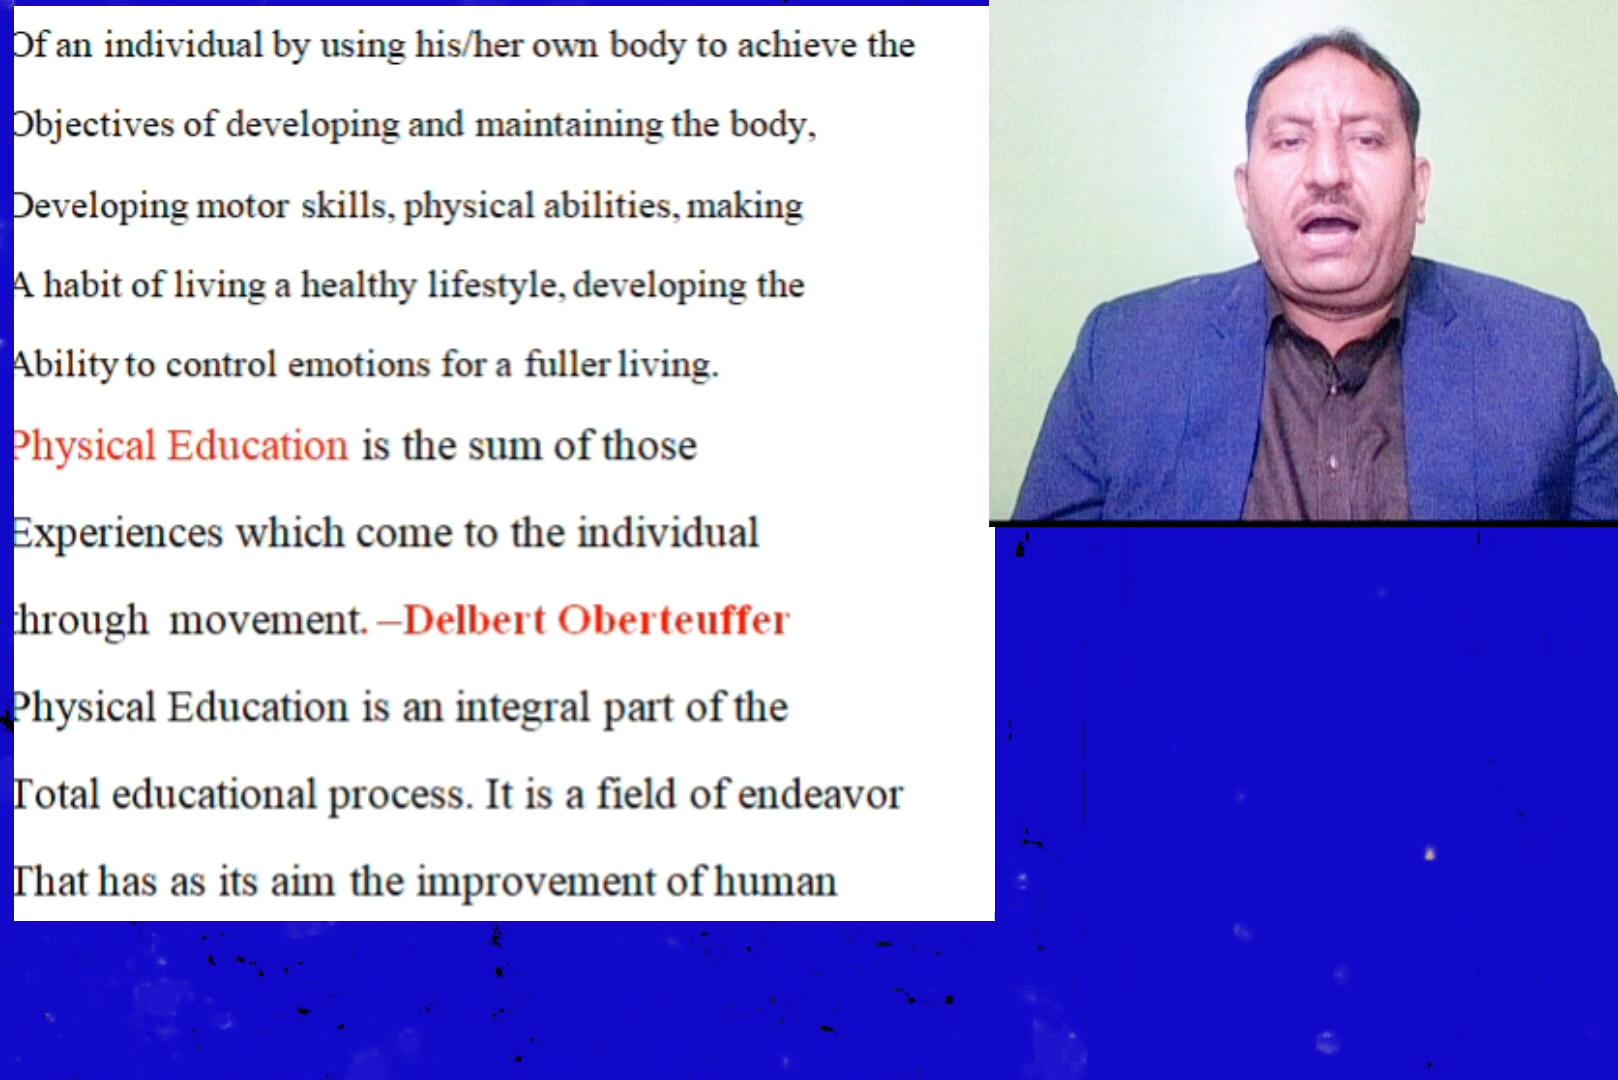 Of an individual by using his/her own body to achieve the
Objectives of developing and maintaining the body,
Developing motor skills, physical abilities, making
A habit of living a healthy lifestyle, developing the
Ability to control emotions for a fuller living.
Physical Education is the sum of those
Experiences which come to the individual
through movement. –Delbert Oberteuffer
Physical Education is an integral part of the
Total educational process. It is a field of endeavor
That has as its aim the improvement of human